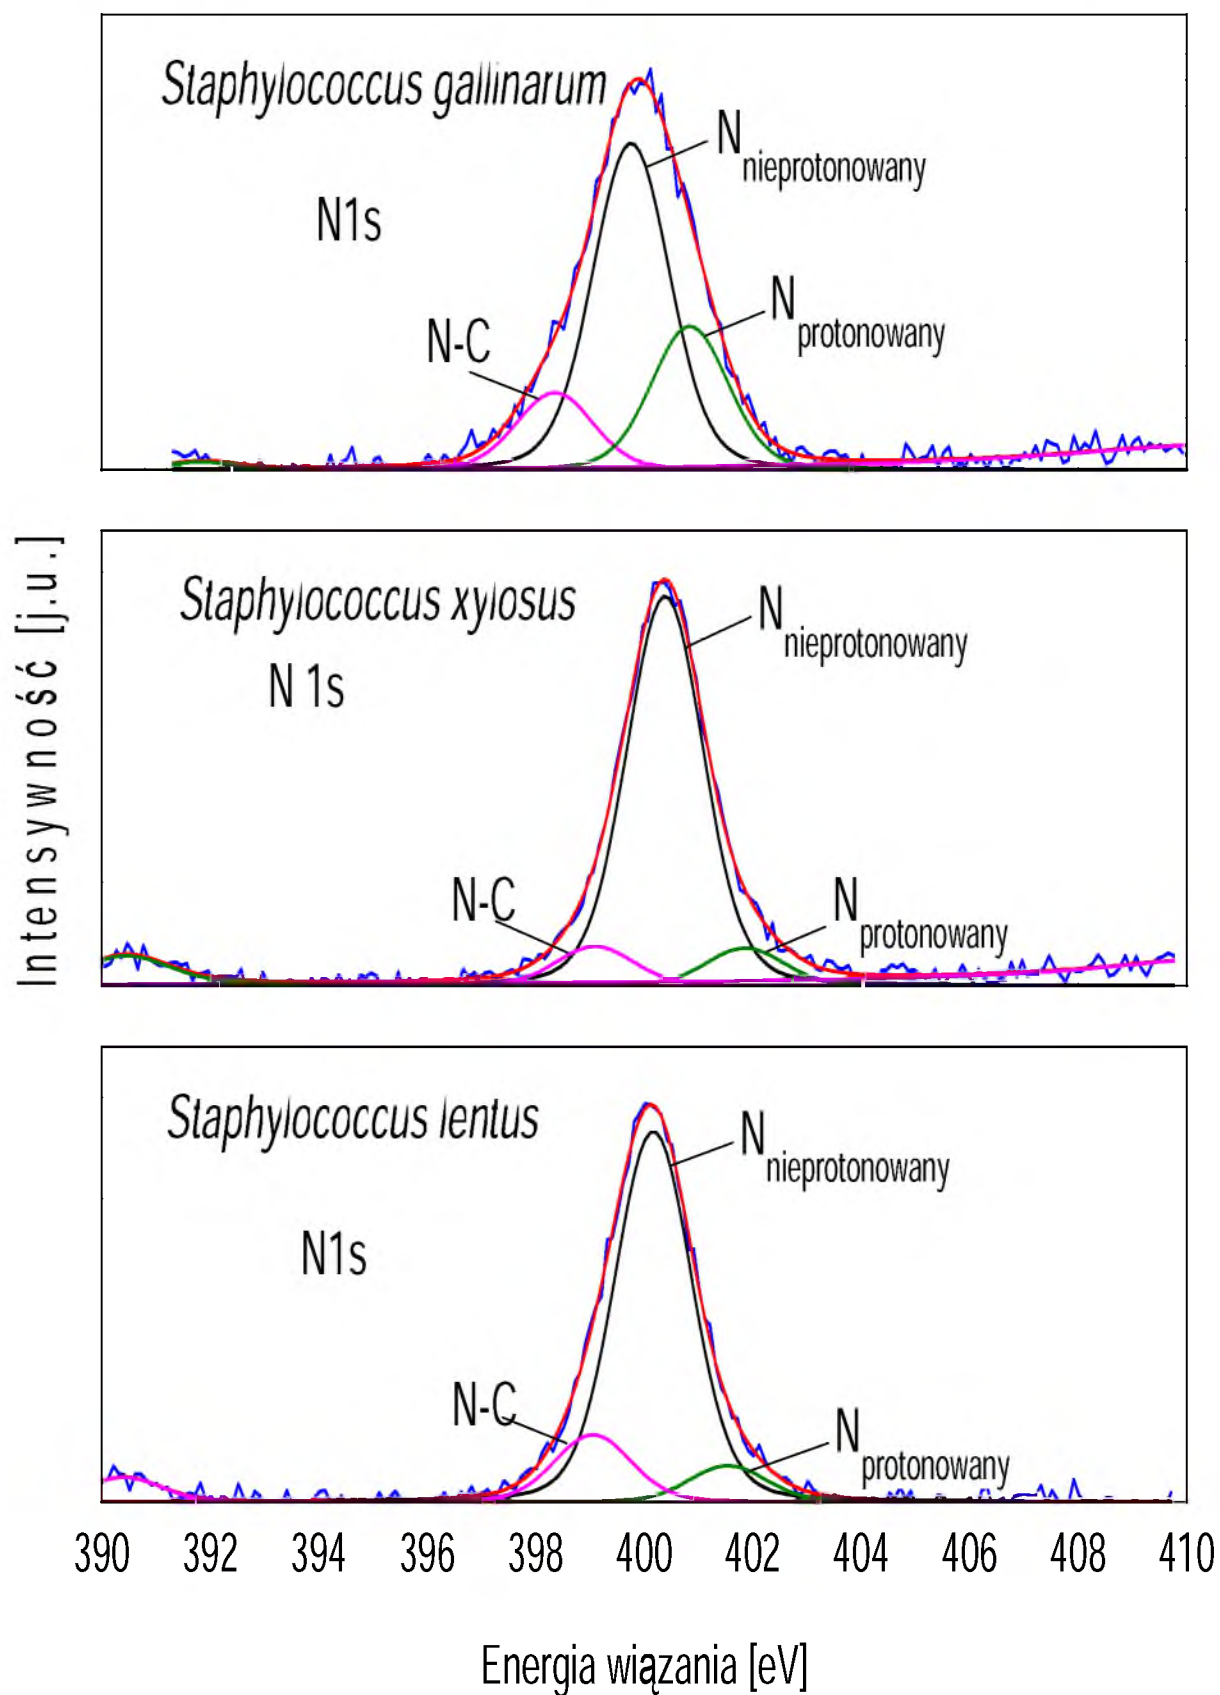 Staphylococcus gallinarum
N nieprotonowany
N1s
N protonowany
N-C
Intensywność [j.u.]
Staphylococcus xylosus
N nieprotonowany
N 1s
N-C
N protonowany
Staphylococcus lentus
N nieprotonowany
N1s
N-C
N protonowany
390 392 394 396 398 400 402 404 406 408 410
Energia wiązania [eV]